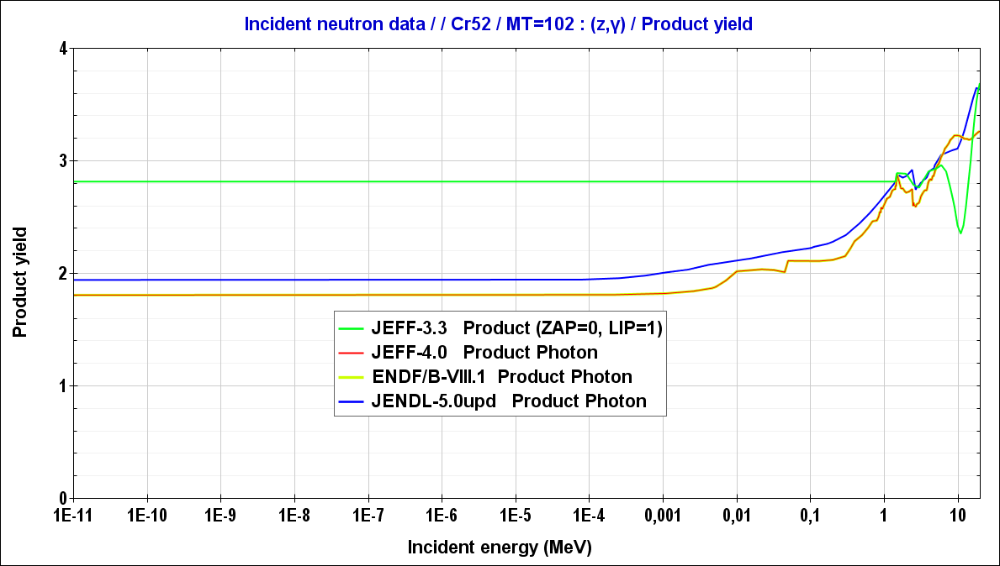 Incident neutron data / / Cr52 / MT=102 : (z,γ) / Product yield
4
3
2
1
0
Product yield
JEFF-3.3 Product (ZAP=0, LIP=1)
JEFF-4.0 Product Photon
ENDF/B-VIII.1 Product Photon
JENDL-5.0upd Product Photon
1E-11 1E-10 1E-9 1E-8 1E-7 1E-6 1E-5 1E-4 0,001 0,01 0,1 1 10
Incident energy (MeV)